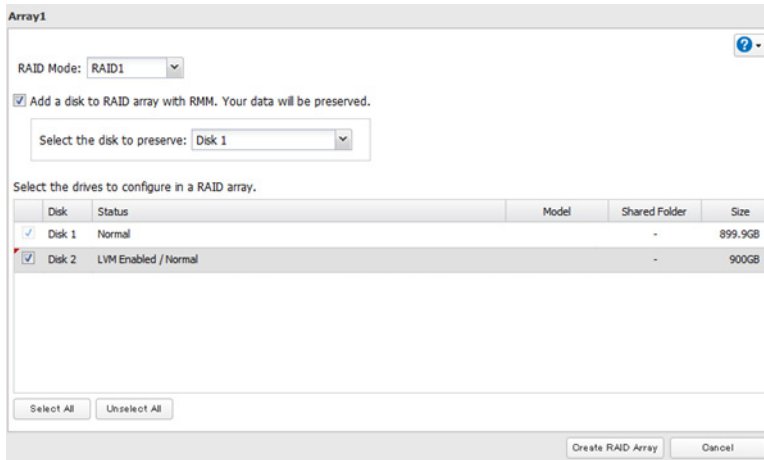 Array1
?
RAID Mode: RAID1
Add a disk to RAID array with RMM. Your data will be preserved.
Select the disk to preserve: Disk 1
Select the drives to configure in a RAID array.
Disk Status Model Shared Folder Size
Disk 1 Normal - 899.9GB
Disk 2 LVM Enabled / Normal - 900GB
Select All Unselect All
Create RAID Array Cancel